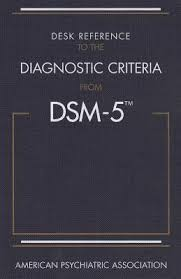 DESK REFERENCE
TO THE
DIAGNOSTIC CRITERIA
FROM
DSM-5™
AMERICAN PSYCHIATRIC ASSOCIATION